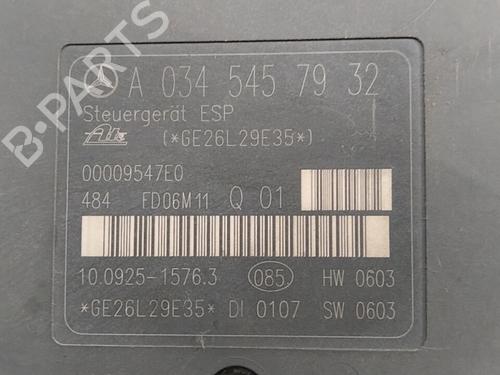 B-PARTS
A 034 545 79 32
Steuergerät ESP
Ate (*GE26L29E35*)
00009547E0
484 FD06M11 Q 01
10.0925-1576.3 085 HW 0603
*GE26L29E35* DI 0107 SW 0603